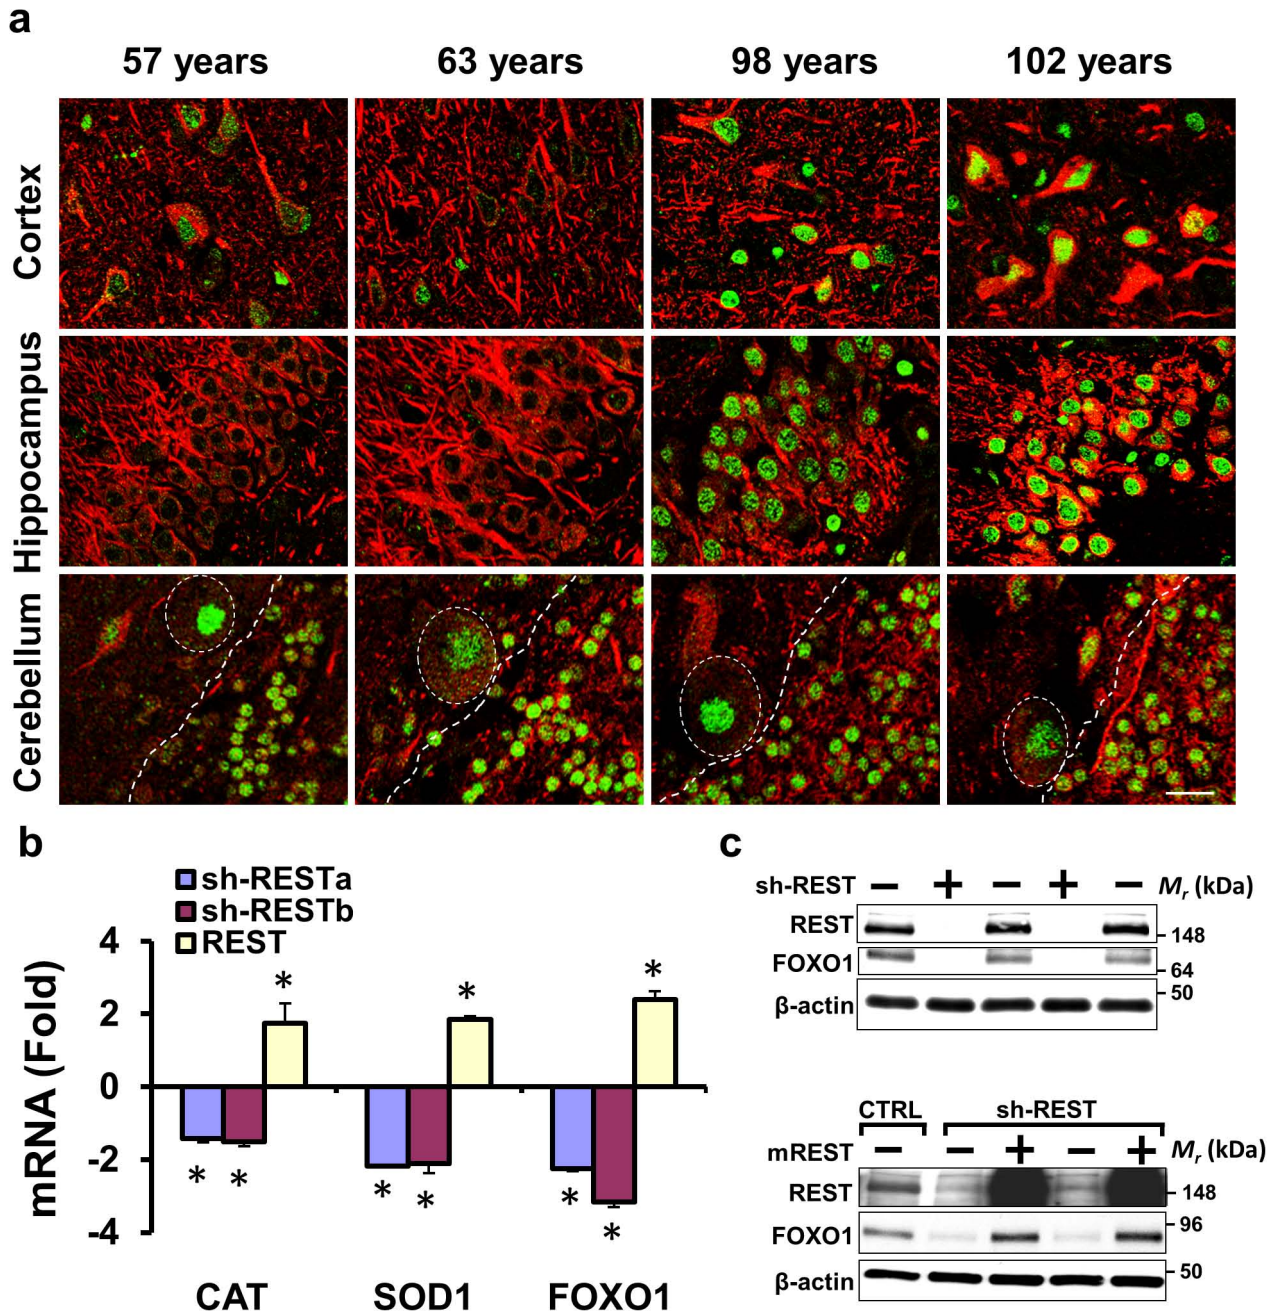 a
57 years 63 years 98 years 102 years
Cortex
Hippocampus
Cerebellum
b
sh-RESTa
sh-RESTb
REST
mRNA (Fold)
4
2
0
-2
-4
* * *
* * *
* * *
CAT SOD1 FOXO1
c
sh-REST − + − + − Mr (kDa)
REST 148
FOXO1 64
β-actin 50
CTRL sh-REST
mREST − − + − + Mr (kDa)
REST 148
FOXO1 96
β-actin 50